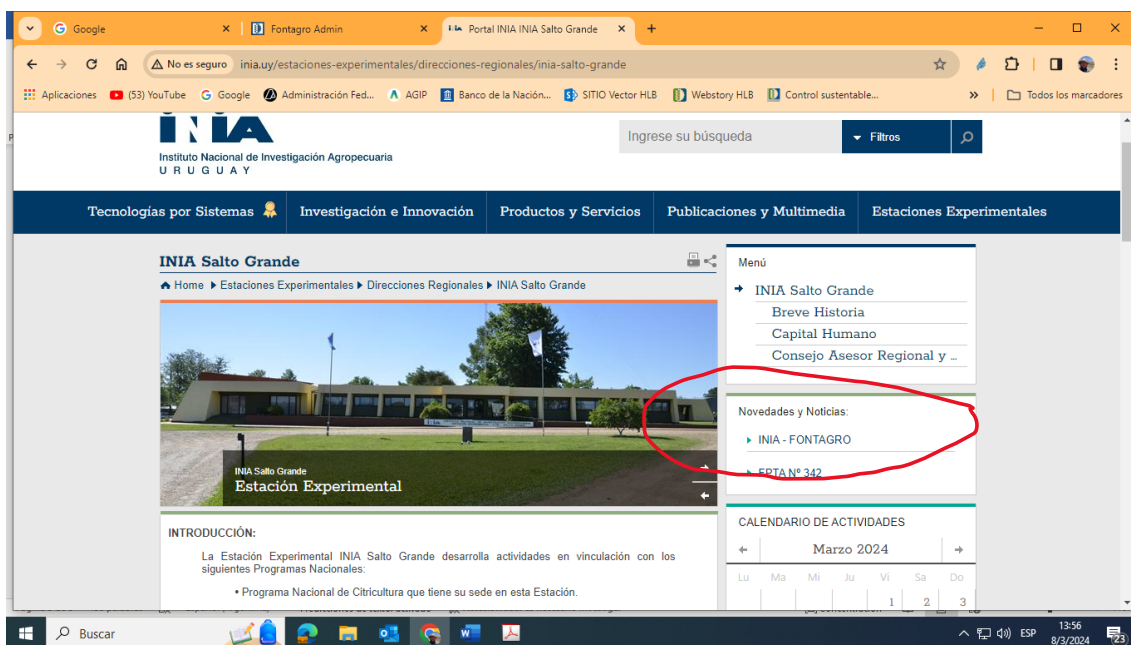 Google
Fontagro Admin
Portal INIA INIA Salto Grande
No es seguro
inia.uy/estaciones-experimentales/direcciones-regionales/inia-salto-grande
Aplicaciones
(53) YouTube
Google
Administración Fed...
AGIP
Banco de la Nación...
SITIO Vector HLB
Webstory HLB
Control sustentable...
»
Todos los marcadores
INIA
Instituto Nacional de Investigación Agropecuaria
URUGUAY
Ingrese su búsqueda
Filtros
Tecnologías por Sistemas
Investigación e Innovación
Productos y Servicios
Publicaciones y Multimedia
Estaciones Experimentales
INIA Salto Grande
Home
Estaciones Experimentales
Direcciones Regionales
INIA Salto Grande
INIA Salto Grande
Estación Experimental
INTRODUCCIÓN:
La Estación Experimental INIA Salto Grande desarrolla actividades en vinculación con los
siguientes Programas Nacionales:
• Programa Nacional de Citricultura que tiene su sede en esta Estación.
Menú
INIA Salto Grande
Breve Historia
Capital Humano
Consejo Asesor Regional y ...
Novedades y Noticias:
INIA - FONTAGRO
FPTA Nº 342
CALENDARIO DE ACTIVIDADES
Marzo 2024
Lu Ma Mi Ju Vi Sa Do
1 2 3
Buscar
ESP
13:56
8/3/2024
23